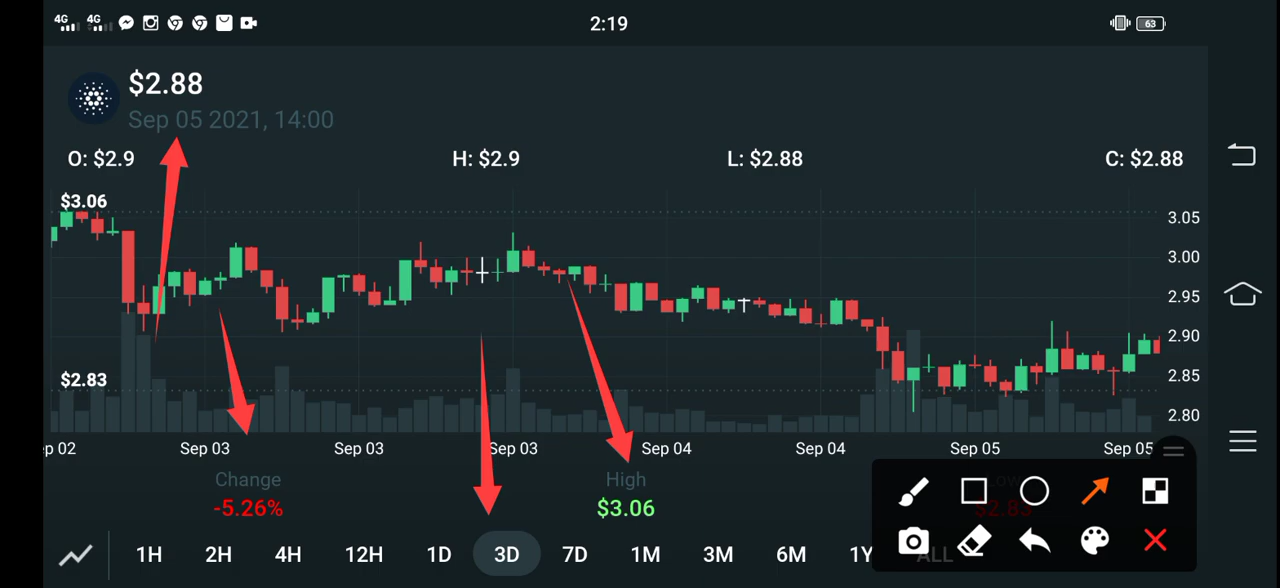 4G 4G 2:19 63
$2.88
Sep 05 2021, 14:00
O: $2.9 H: $2.9 L: $2.88 C: $2.88
$3.06
3.05
3.00
2.95
2.90
$2.83
2.85
2.80
p 02 Sep 03 Sep 03 Sep 03 Sep 04 Sep 04 Sep 05 Sep 05
Change High Low
-5.26% $3.06 $2.83
1H 2H 4H 12H 1D 3D 7D 1M 3M 6M 1Y ALL